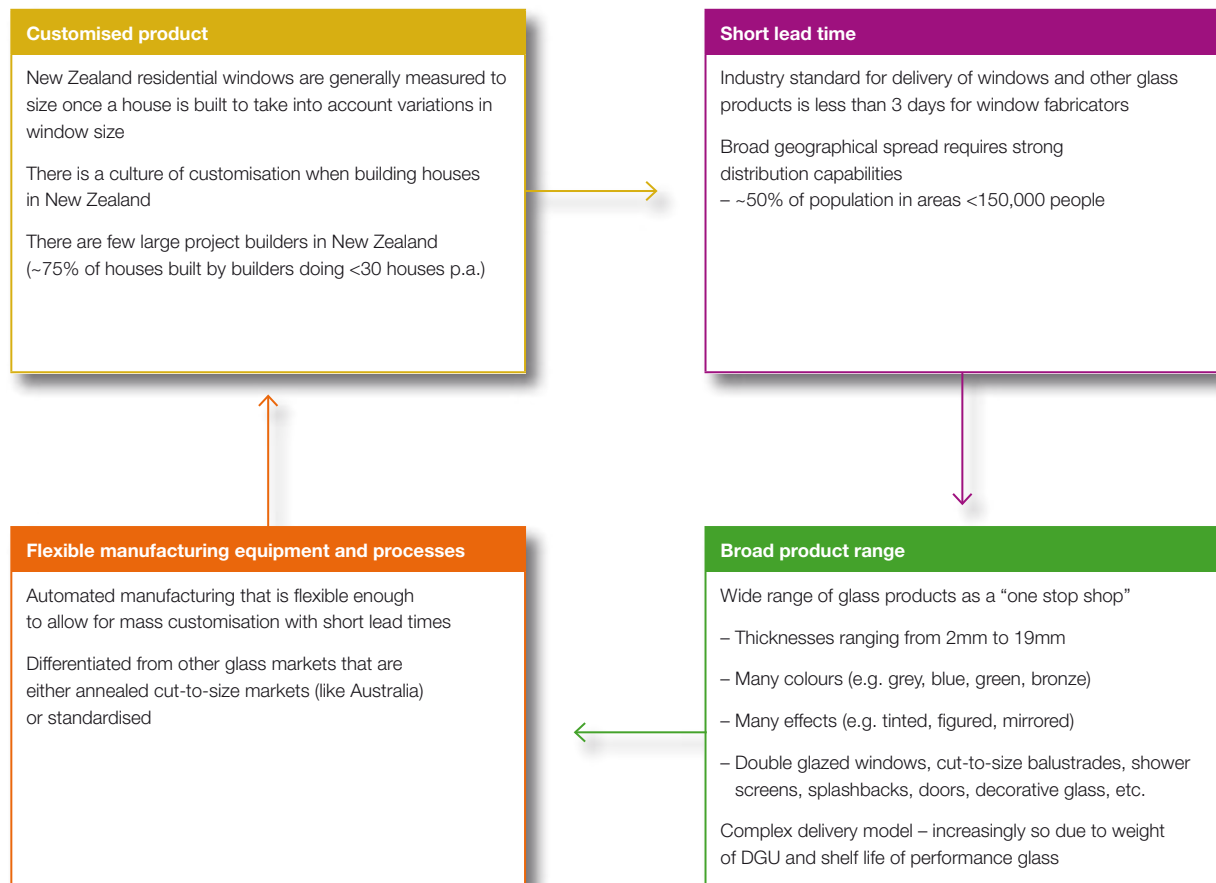 Customised product
New Zealand residential windows are generally measured to
size once a house is built to take into account variations in
window size
There is a culture of customisation when building houses
in New Zealand
There are few large project builders in New Zealand
(~75% of houses built by builders doing <30 houses p.a.)
Short lead time
Industry standard for delivery of windows and other glass
products is less than 3 days for window fabricators
Broad geographical spread requires strong
distribution capabilities
– ~50% of population in areas <150,000 people
Flexible manufacturing equipment and processes
Automated manufacturing that is flexible enough
to allow for mass customisation with short lead times
Differentiated from other glass markets that are
either annealed cut-to-size markets (like Australia)
or standardised
Broad product range
Wide range of glass products as a “one stop shop”
– Thicknesses ranging from 2mm to 19mm
– Many colours (e.g. grey, blue, green, bronze)
– Many effects (e.g. tinted, figured, mirrored)
– Double glazed windows, cut-to-size balustrades, shower
screens, splashbacks, doors, decorative glass, etc.
Complex delivery model – increasingly so due to weight
of DGU and shelf life of performance glass